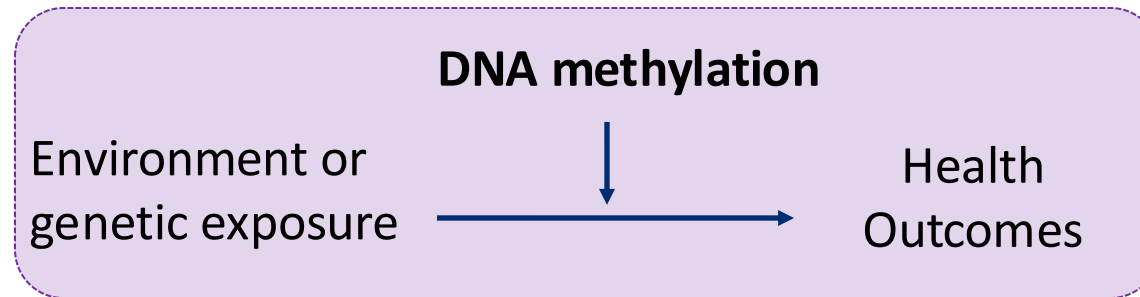 DNA methylation
Environment or
genetic exposure
Health
Outcomes